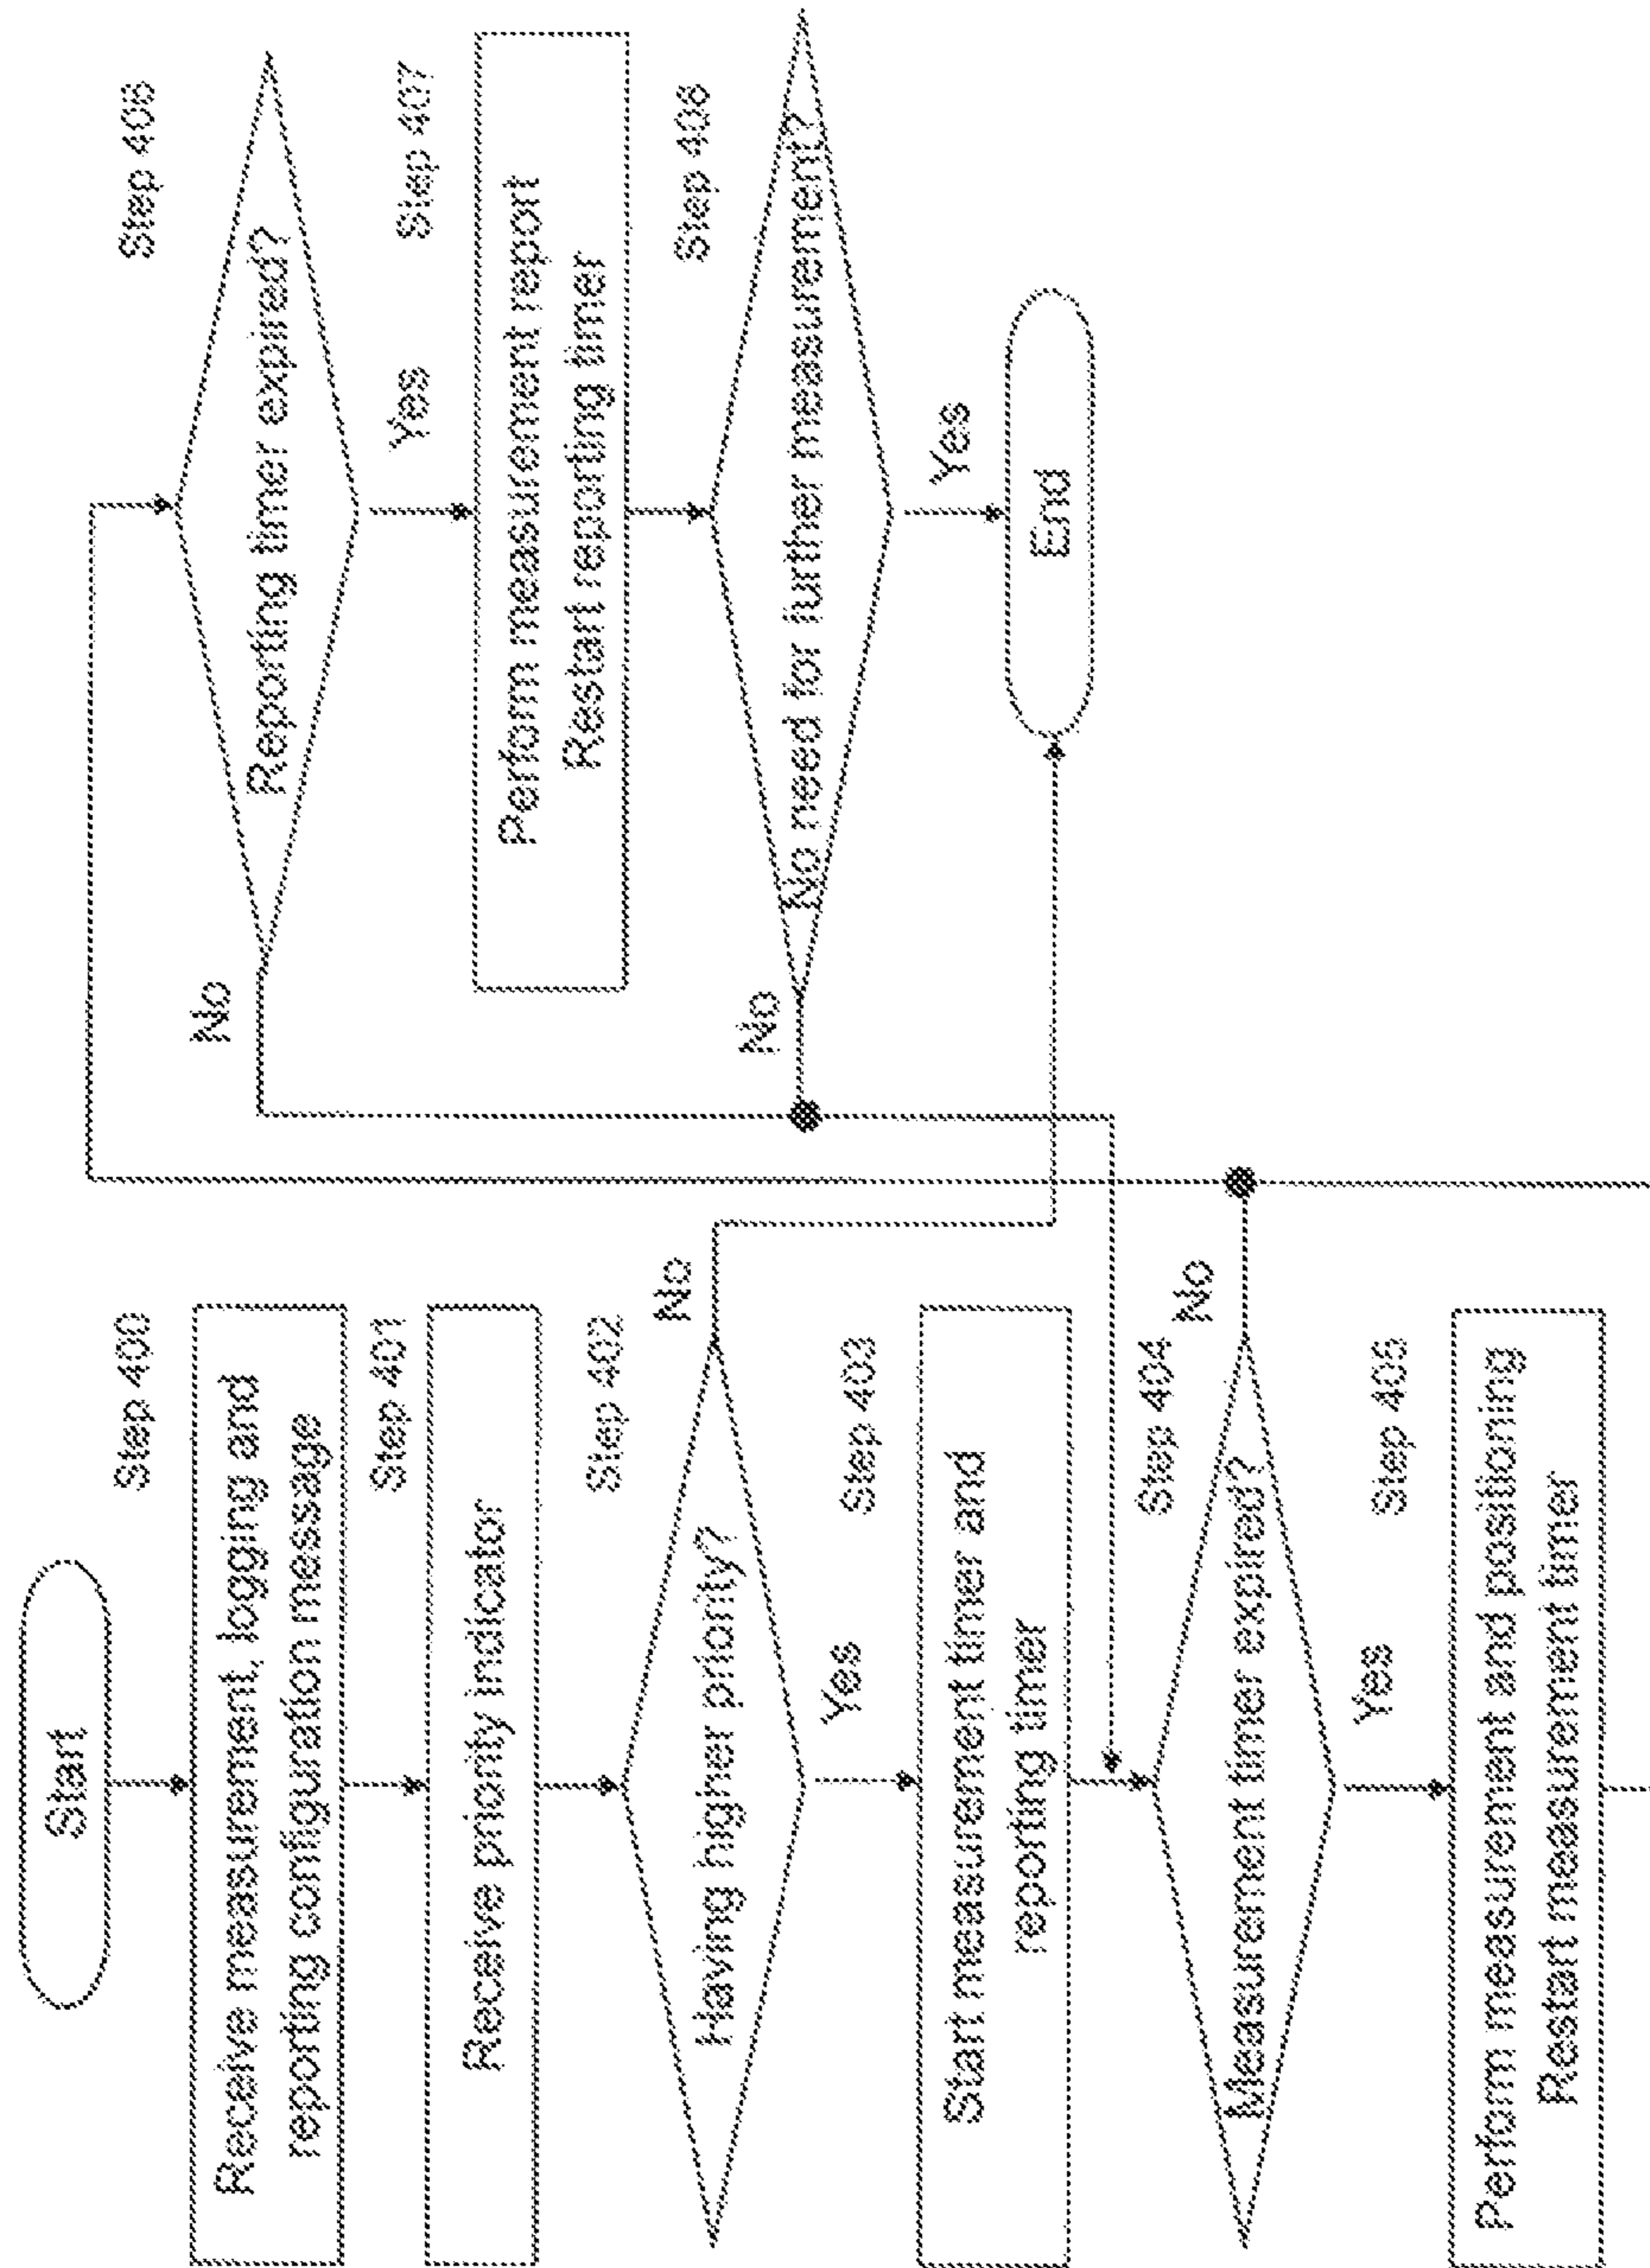 Start
Step 400
Receive measurement, logging and
reporting configuration message
Step 401
Receive priority indicator
Step 402
Having higher priority?
No
Yes
Step 403
Start measurement timer and
reporting timer
Step 404
Measurement timer expired?
No
Yes
Step 405
Perform measurement and positioning
Restart measurement timer
Step 406
Reporting timer expired?
No
Yes
Step 407
Perform measurement report
Restart reporting timer
Step 408
No need for further measurement?
No
Yes
End